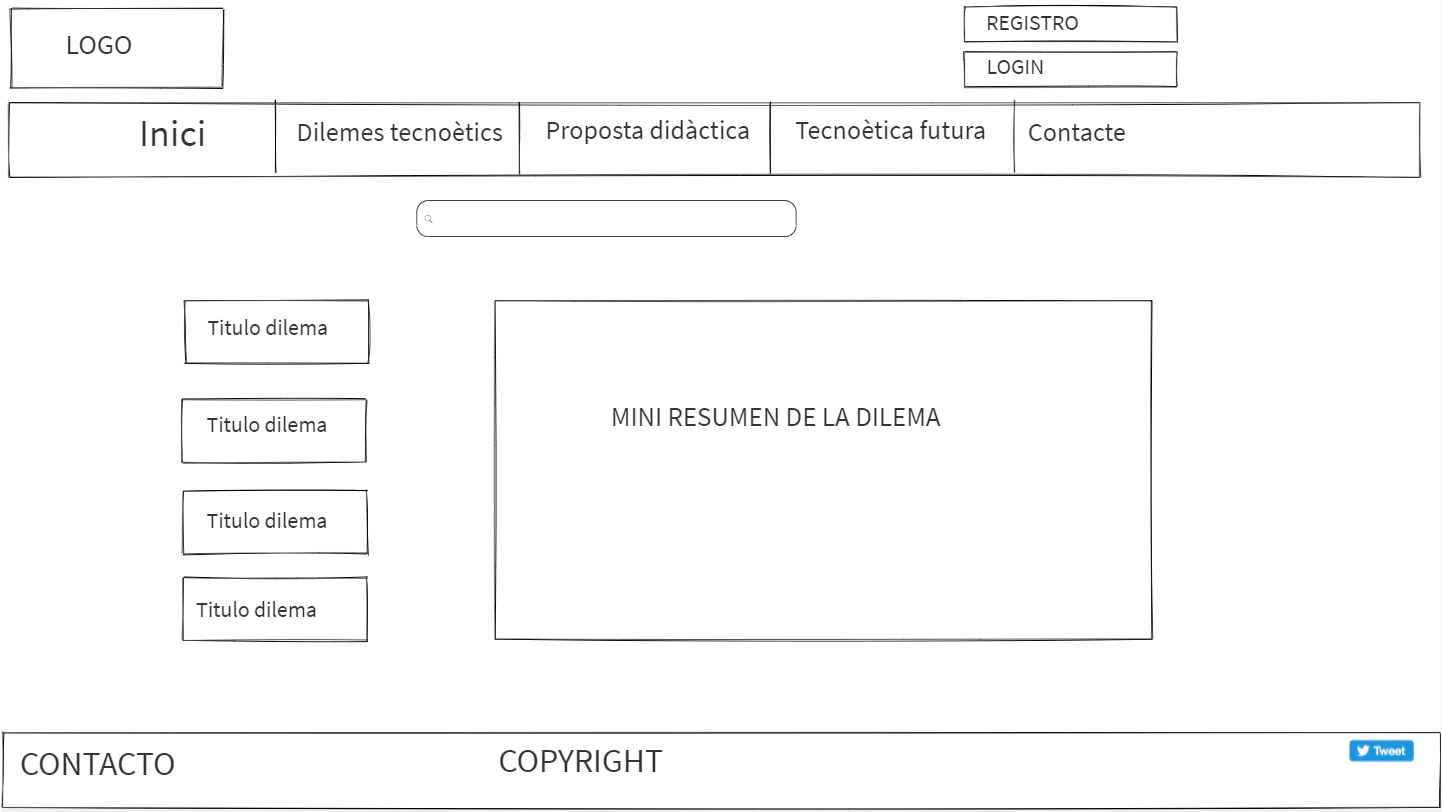 LOGO
REGISTRO
LOGIN
Inici
Dilemes tecnoètics
Proposta didàctica
Tecnoètica futura
Contacte
Titulo dilema
Titulo dilema
Titulo dilema
Titulo dilema
MINI RESUMEN DE LA DILEMA
CONTACTO
COPYRIGHT
Tweet